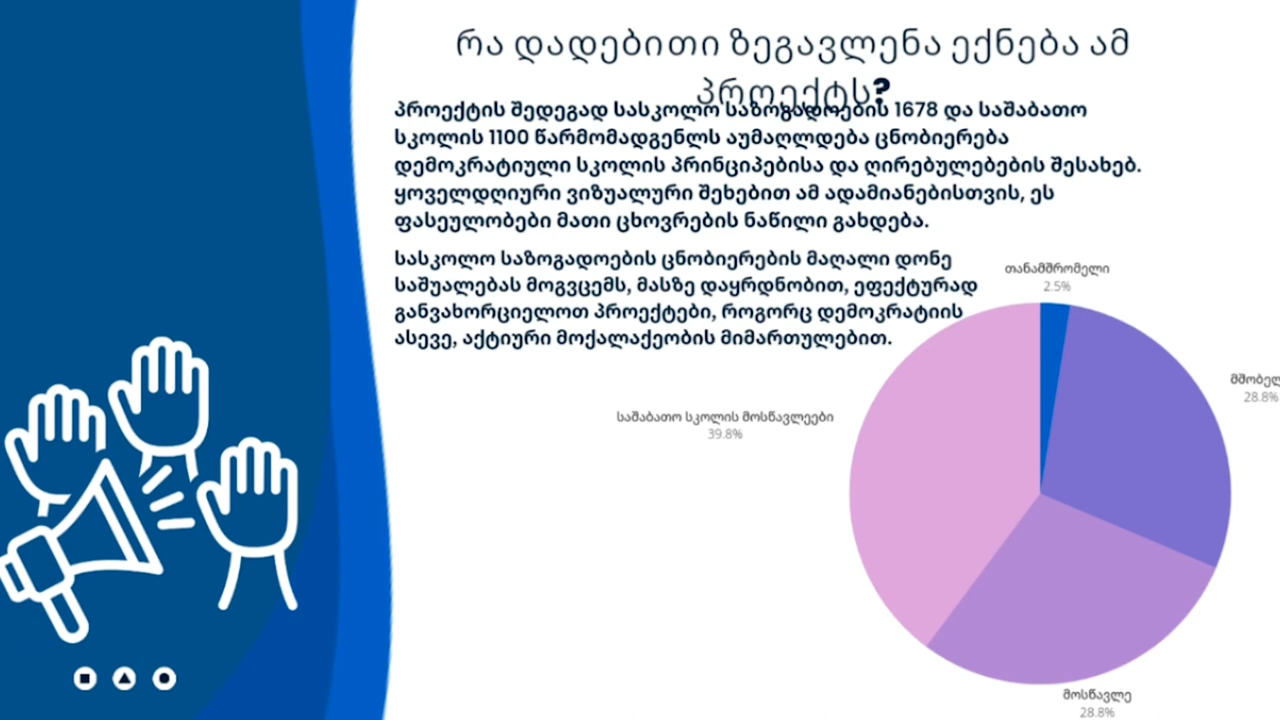 რა დადებითი ზეგავლენა ექნება ამ
პროექტს?
პროექტის შედეგად სასკოლო საზოგადოების 1678 და საშაბათო
სკოლის 1100 წარმომადგენლს აუმაღლდება ცნობიერება
დემოკრატიული სკოლის პრინციპებისა და ღირებულებების შესახებ.
ყოველდღიური ვიზუალური შეხებით ამ ადამიანებისთვის, ეს
ფასეულობები მათი ცხოვრების ნაწილი გახდება.
სასკოლო საზოგადოების ცნობიერების მაღალი დონე
საშუალებას მოგვცემს, მასზე დაყრდნობით, ეფექტურად
განვახორციელოთ პროექტები, როგორც დემოკრატიის
ასევე, აქტიური მოქალაქეობის მიმართულებით.
თანამშრომელი
2.5%
მშობელ
28.8%
საშაბათო სკოლის მოსწავლეები
39.8%
მოსწავლე
28.8%